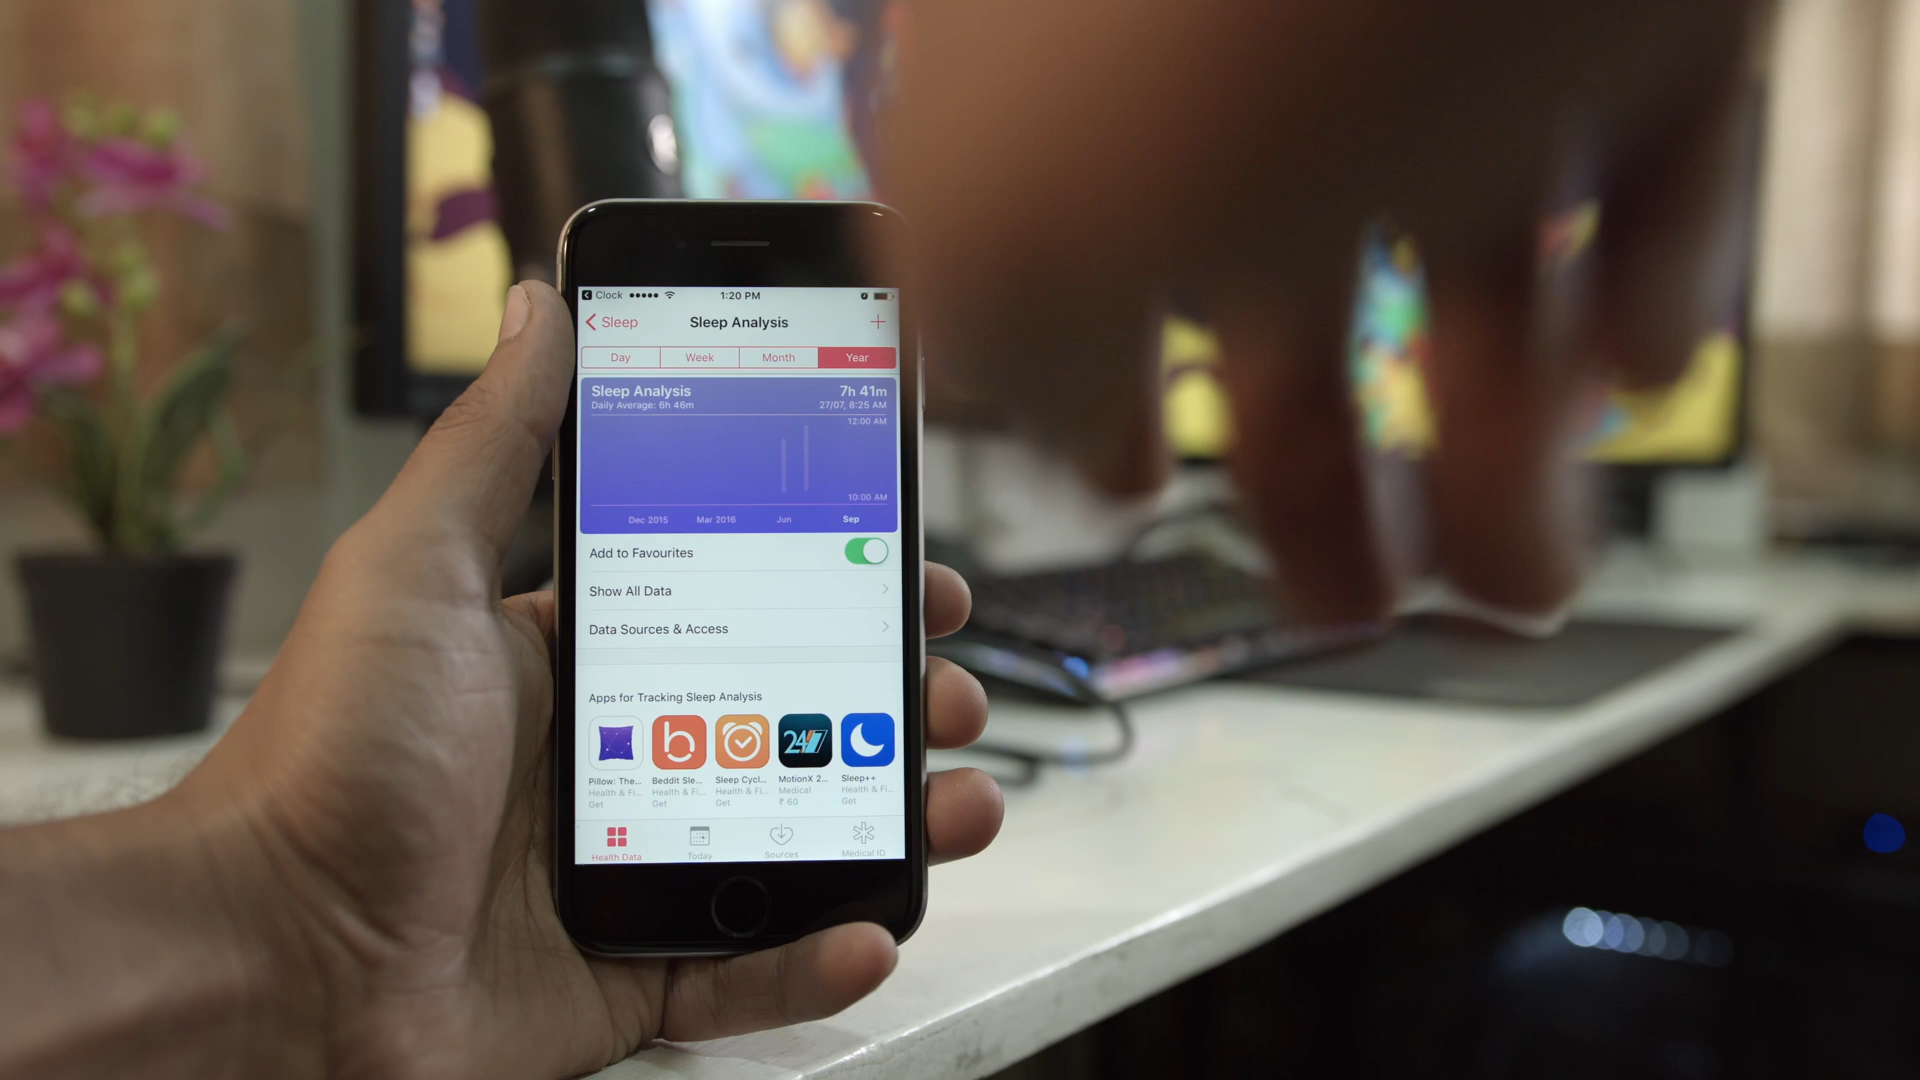 Clock 1:20 PM
Sleep Sleep Analysis +
Day Week Month Year
Sleep Analysis 7h 41m
Daily Average: 6h 46m 27/07, 8:25 AM
12:00 AM
10:00 AM
Dec 2015 Mar 2016 Jun Sep
Add to Favourites
Show All Data
Data Sources & Access
Apps for Tracking Sleep Analysis
b 24/7
Pillow: The... Beddit Sle... Sleep Cycl... MotionX 2... Sleep++
Health & Fi... Health & Fi... Health & Fi... Medical Health & Fi...
Get Get Get ₹ 60 Get
Health Data Today Sources Medical ID